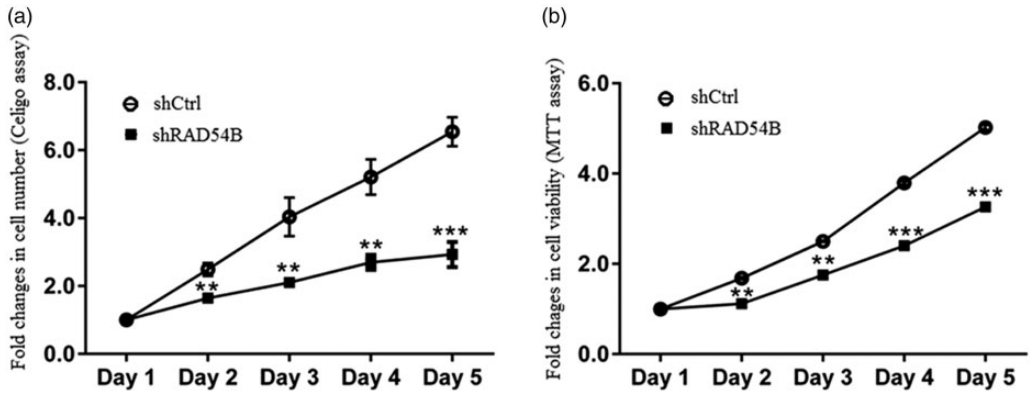 (a)
Fold changes in cell number (Celigo assay)
8.0
6.0
4.0
2.0
0.0
shCtrl
shRAD54B
**
**
**
***
Day 1 Day 2 Day 3 Day 4 Day 5
(b)
Fold chages in cell viability (MTT assay)
6.0
4.0
2.0
0.0
shCtrl
shRAD54B
**
**
***
***
Day 1 Day 2 Day 3 Day 4 Day 5